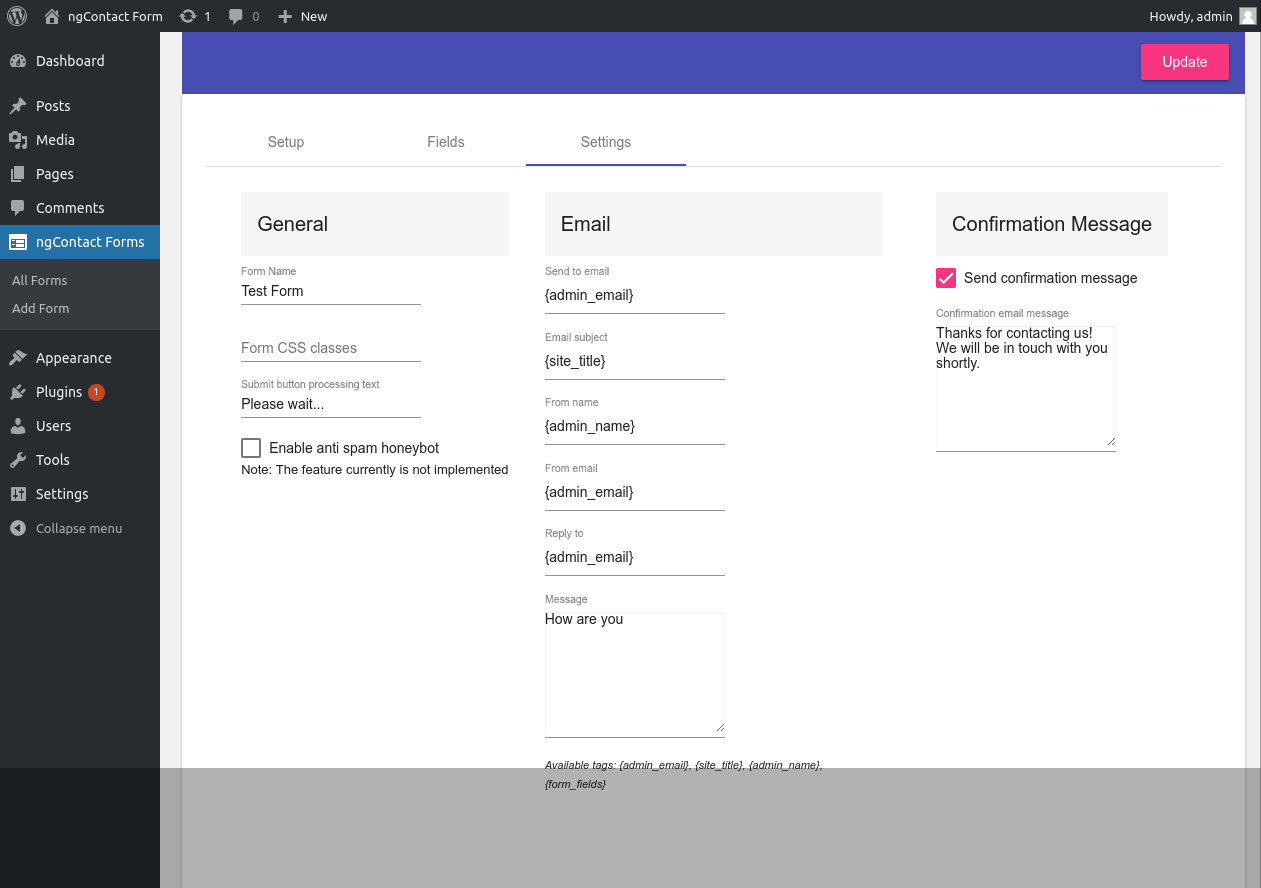 ngContact Form 1 0 New Howdy, admin
Dashboard
Posts
Media
Pages
Comments
ngContact Forms
All Forms
Add Form
Appearance
Plugins 1
Users
Tools
Settings
Collapse menu
Update
Setup Fields Settings
General
Form Name
Test Form
Form CSS classes
Submit button processing text
Please wait...
Enable anti spam honeybot
Note: The feature currently is not implemented
Email
Send to email
{admin_email}
Email subject
{site_title}
From name
{admin_name}
From email
{admin_email}
Reply to
{admin_email}
Message
How are you
Available tags: {admin_email}, {site_title}, {admin_name},
{form_fields}
Confirmation Message
Send confirmation message
Confirmation email message
Thanks for contacting us!
We will be in touch with you
shortly.